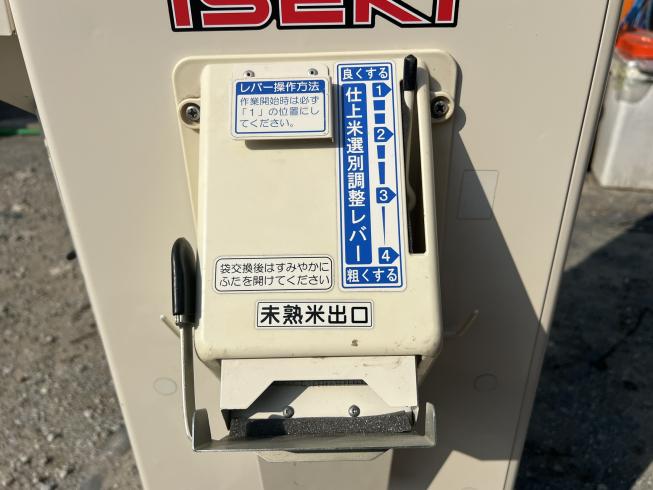 ISEKI
レバー操作方法
作業開始時は必ず
「1」の位置にし
てください。
良くする
仕上米選別調整レバー
1
2
3
4
粗くする
袋交換後はすみやかに
ふたを開けてください
未熟米出口